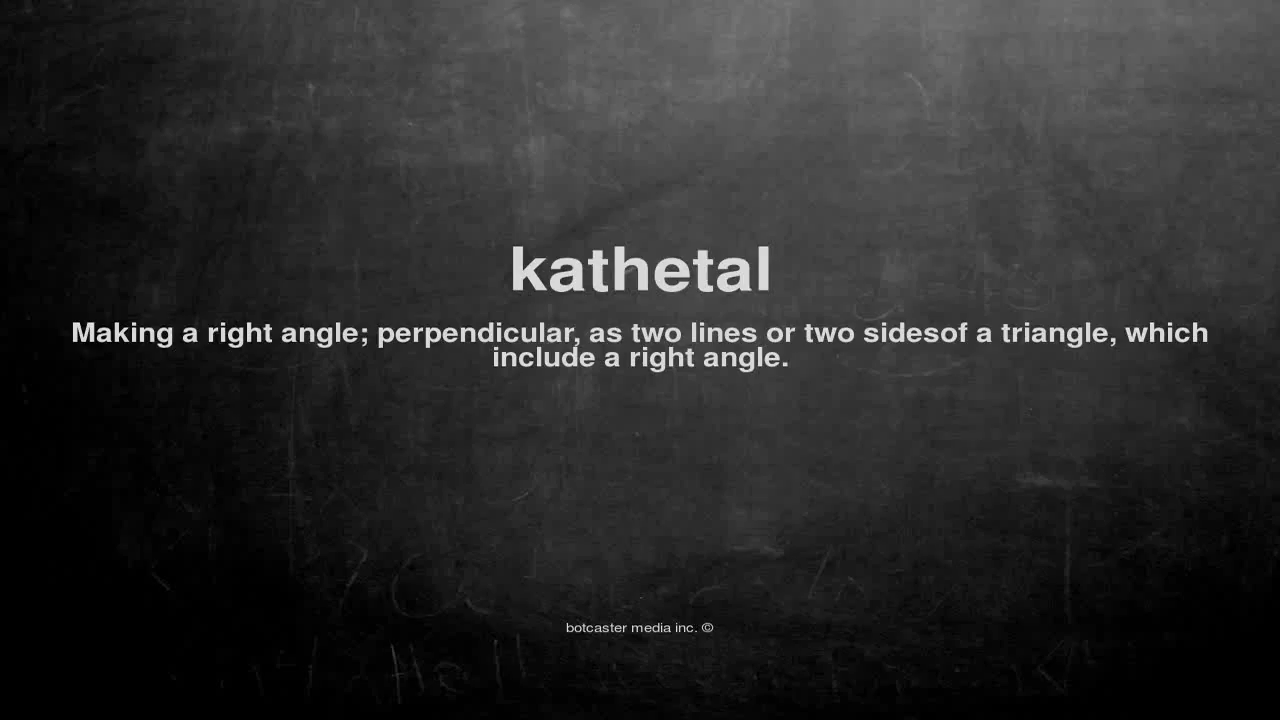 kathetal
Making a right angle; perpendicular, as two lines or two sidesof a triangle, which
include a right angle.
botcaster media inc. ©